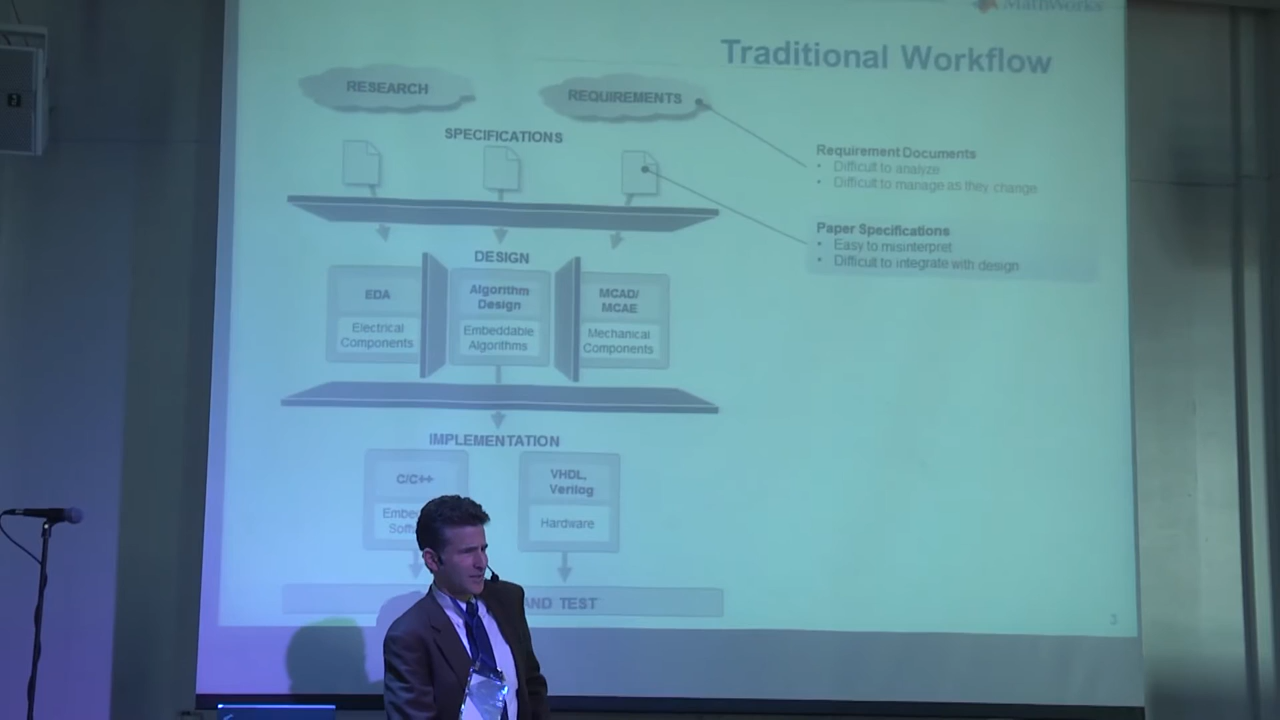 MathWorks
Traditional Workflow
RESEARCH
REQUIREMENTS
SPECIFICATIONS
Requirement Documents
• Difficult to analyze
• Difficult to manage as they change
Paper Specifications
• Easy to misinterpret
• Difficult to integrate with design
DESIGN
EDA
Electrical
Components
Algorithm
Design
Embeddable
Algorithms
MCAD/
MCAE
Mechanical
Components
IMPLEMENTATION
C/C++
VHDL,
Verilog
Hardware
AND TEST
3